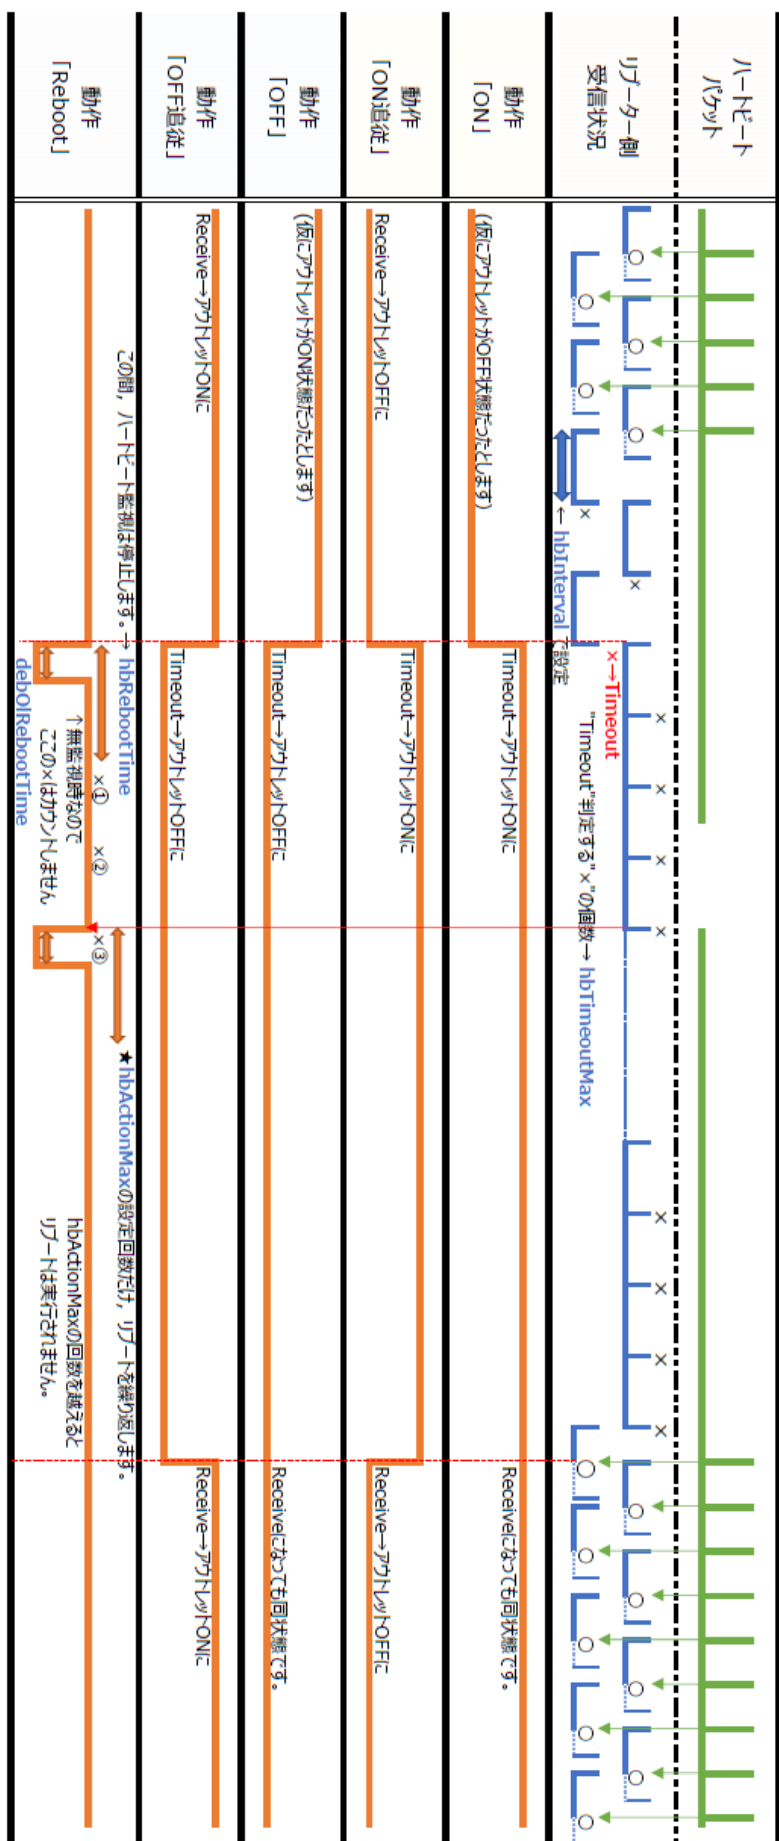 ハートビート
パケット
リブーター側
受信状況
○ ○ ○ ○ ○ × × × × × × × × × × ○ ○ ○ ○ ○ ○ ○ ○ ○
← hbIntervalで設定
×→Timeout
"Timeout"判定する"×"の個数→ hbTimeoutMax
動作
「ON」
(仮にアウトレットがOFF状態だったとします)
Timeout→アウトレットONに
Receiveになっても同状態です。
動作
「ON追従」
Receive→アウトレットOFFに
Timeout→アウトレットONに
Receive→アウトレットOFFに
動作
「OFF」
(仮にアウトレットがON状態だったとします)
Timeout→アウトレットOFFに
Receiveになっても同状態です。
動作
「OFF追従」
Receive→アウトレットONに
Timeout→アウトレットOFFに
Receive→アウトレットONに
動作
「Reboot」
この間，ハートビート監視は停止します。→ hbRebootTime
×① ×② ×③
↑無監視時なので
ここの×はカウントしません
debOlRebootTime
★hbActionMaxの設定回数だけ，リブートを繰り返します。
hbActionMaxの回数を越えると
リブートは実行されません。